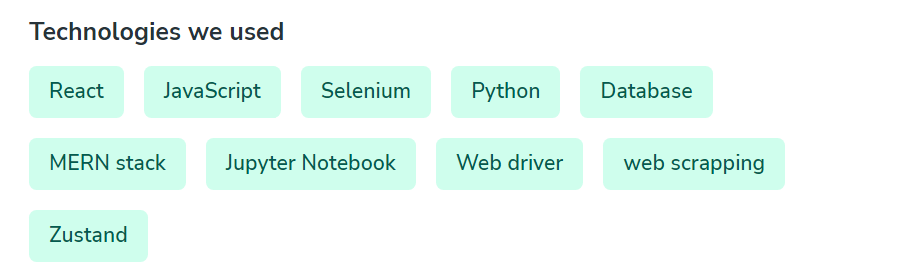 Technologies we used
React JavaScript Selenium Python Database
MERN stack Jupyter Notebook Web driver web scrapping
Zustand